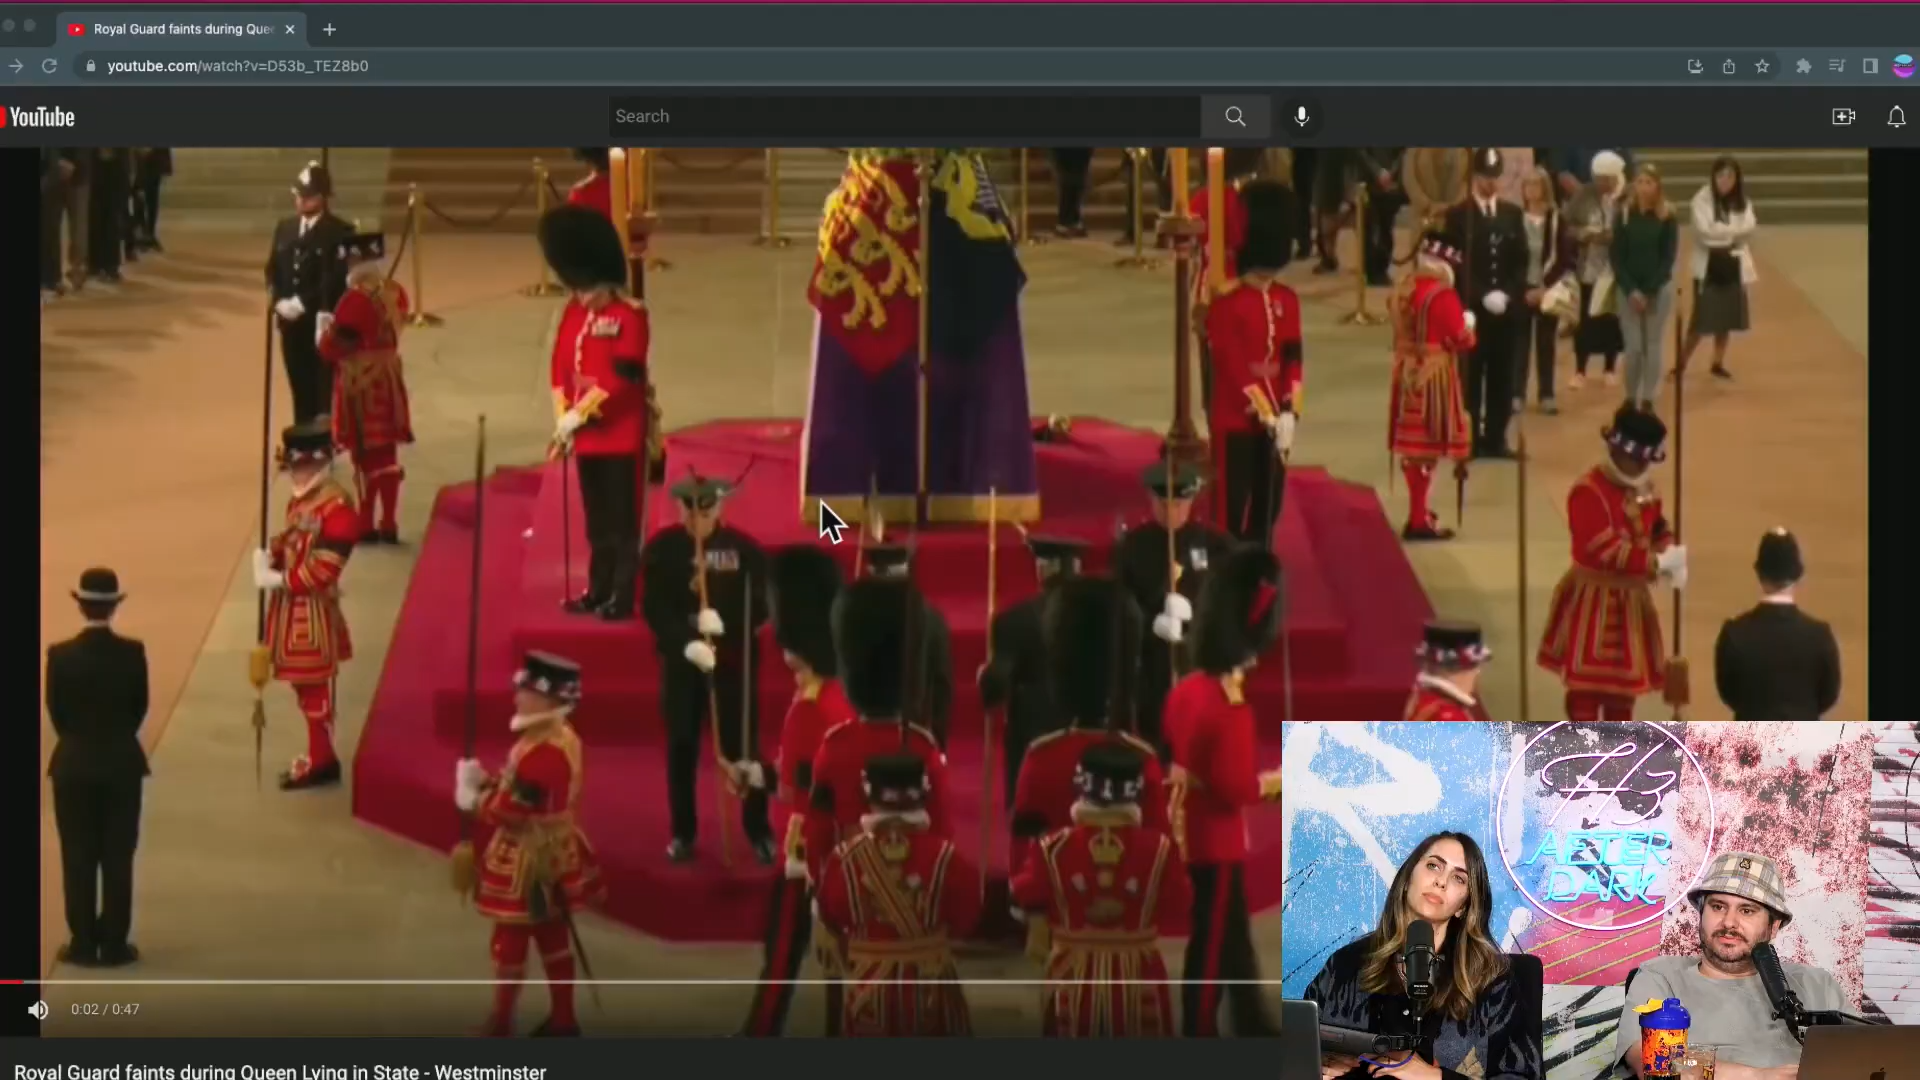 Royal Guard faints during Que
youtube.com/watch?v=D53b_TEZ8b0
YouTube
Search
0:02 / 0:47
Royal Guard faints during Queen Lying in State - Westminster
H3
AFTER
DARK